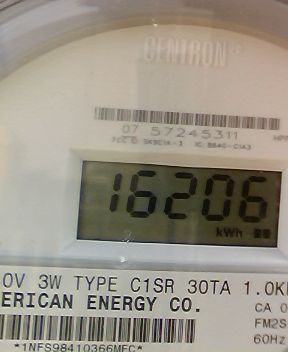 CENTRON
07 57245311
16206
kWh
0V 3W TYPE C1SR 30TA 1.0K
ERICAN ENERGY CO.
CA 0
FM2S
60Hz
*1NFS98410366MFC*